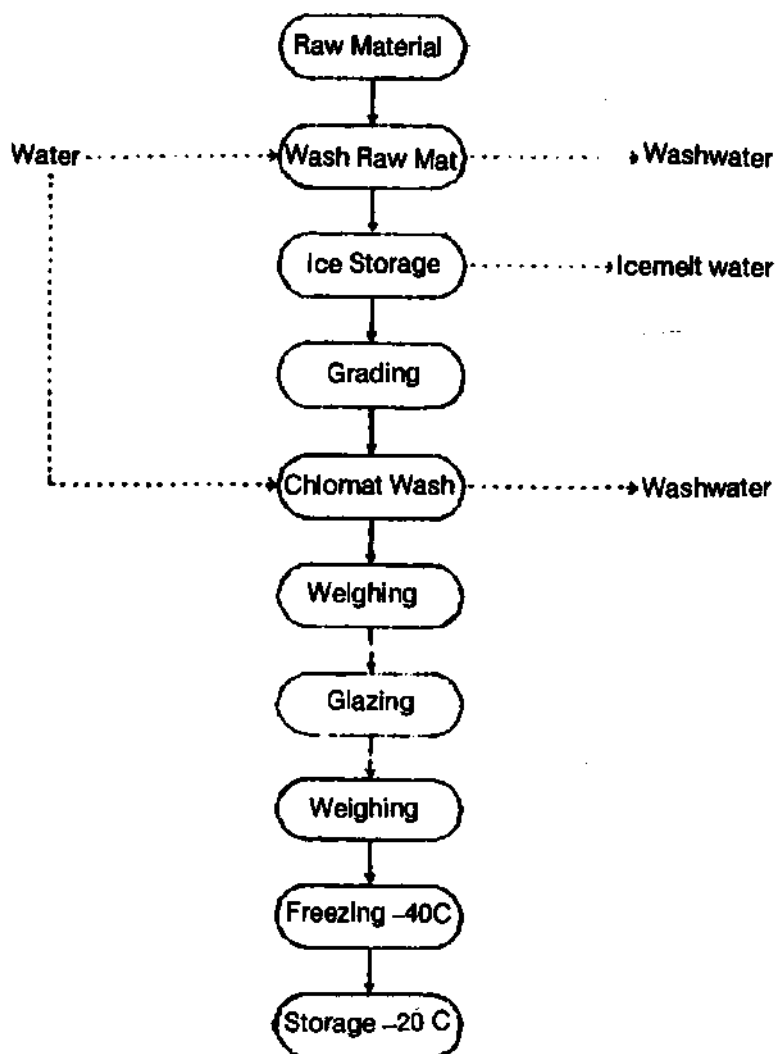 Raw Material
Water
Wash Raw Mat
Washwater
Ice Storage
Icemelt water
Grading
Chlomat Wash
Washwater
Weighing
Glazing
Weighing
Freezing -40C
Storage -20 C